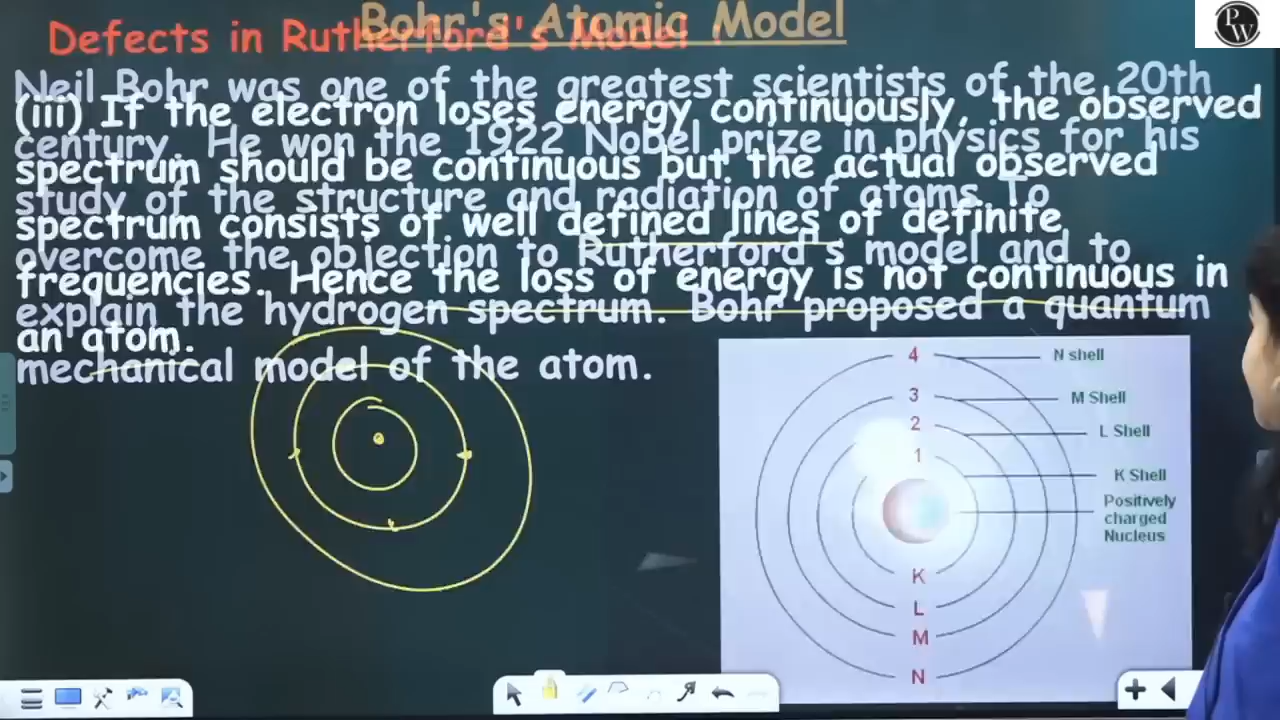 Bohr's Atomic Model
Defects in Rutherford's Model :
Neil Bohr was one of the greatest scientists of the 20th
(iii) If the electron loses energy continuously, the observed
century. He won the 1922 Nobel prize in physics for his
spectrum should be continuous but the actual observed
study of the structure and radiation of atoms. To
spectrum consists of well defined lines of definite
overcome the objection to Rutherford's model and to
frequencies. Hence the loss of energy is not continuous in
explain the hydrogen spectrum. Bohr proposed a quantum
an atom.
mechanical model of the atom.
4 N shell
3 M Shell
2 L Shell
1 K Shell
Positively
charged
Nucleus
K
L
M
N
P
W